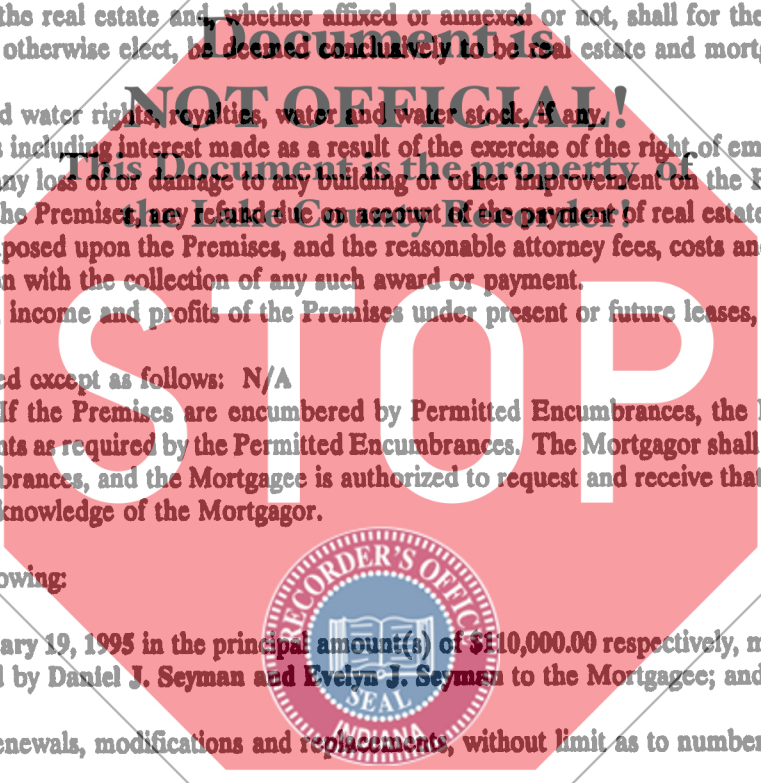 the real estate and, whether affixed or annexed or not, shall for the
Document is
otherwise elect, be deemed conclusively to be real estate and mortg
NOT OFFICIAL!
d water rights, royalties, water and water stock, if any.
s including interest made as a result of the exercise of the right of em
This Document is the property of
any loss of or damage to any building or other improvement on the P
the Lake County Recorder!
he Premises, any refund due on account of the payment of real estate
posed upon the Premises, and the reasonable attorney fees, costs and
n with the collection of any such award or payment.
, income and profits of the Premises under present or future leases,
STOP
ed except as follows: N/A
If the Premises are encumbered by Permitted Encumbrances, the
nts as required by the Permitted Encumbrances. The Mortgagor shall
brances, and the Mortgagee is authorized to request and receive that
knowledge of the Mortgagor.
owing:
RECORDER'S OFFICE
ary 19, 1995 in the principal amount(s) of $110,000.00 respectively, m
d by Daniel J. Seyman and Evelyn J. Seyman to the Mortgagee; and
SEAL
INDIANA
enewals, modifications and replacements, without limit as to number